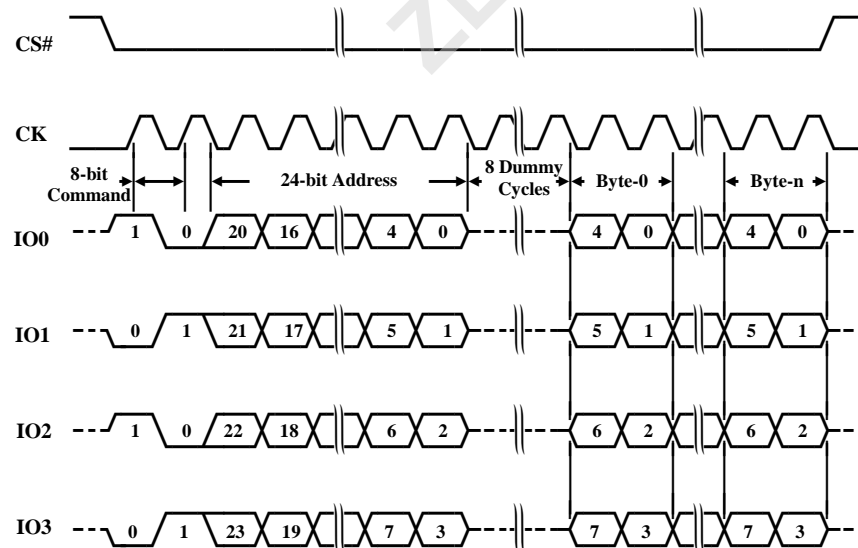 CS#
CK
8-bit
Command
24-bit Address
8 Dummy
Cycles
Byte-0
Byte-n
IO0 1 0 20 16 4 0 4 0 4 0
IO1 0 1 21 17 5 1 5 1 5 1
IO2 1 0 22 18 6 2 6 2 6 2
IO3 0 1 23 19 7 3 7 3 7 3